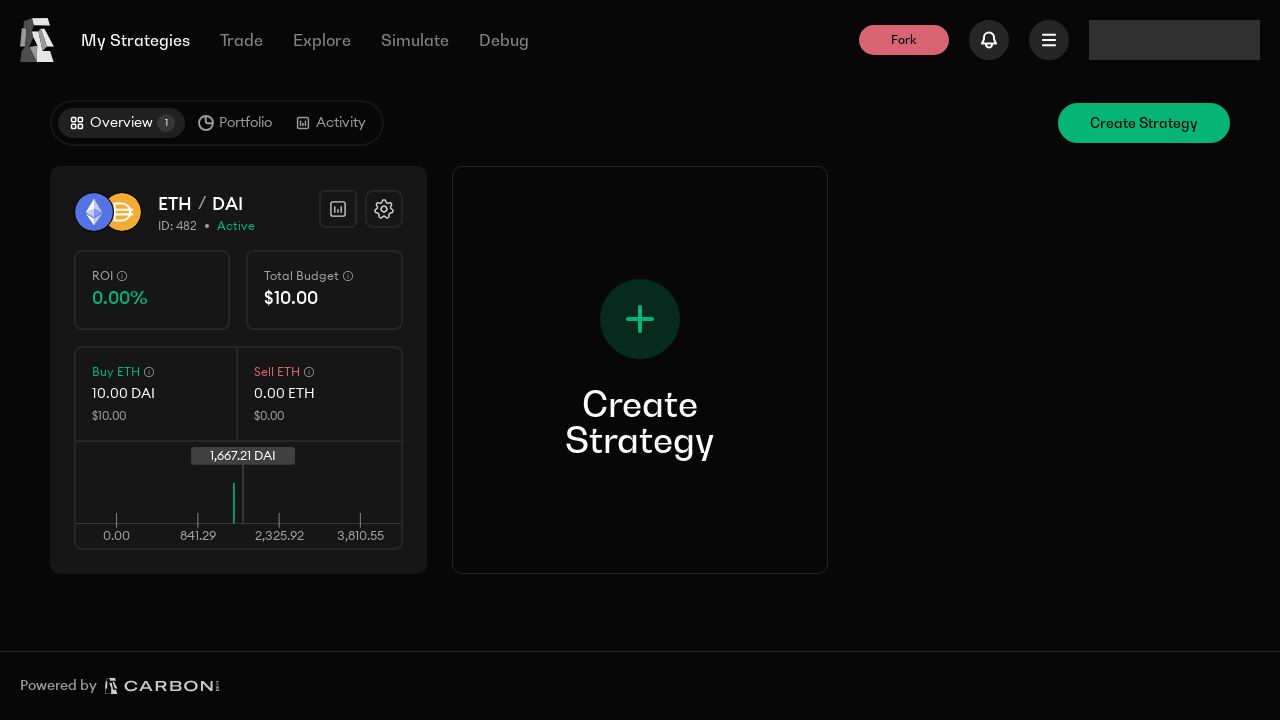 My Strategies Trade Explore Simulate Debug Fork
Overview 1 Portfolio Activity Create Strategy
ETH / DAI
ID: 482 • Active
ROI
0.00%
Total Budget
$10.00
Buy ETH
10.00 DAI
$10.00
Sell ETH
0.00 ETH
$0.00
1,667.21 DAI
0.00 841.29 2,325.92 3,810.55
Create
Strategy
Powered by CARBON